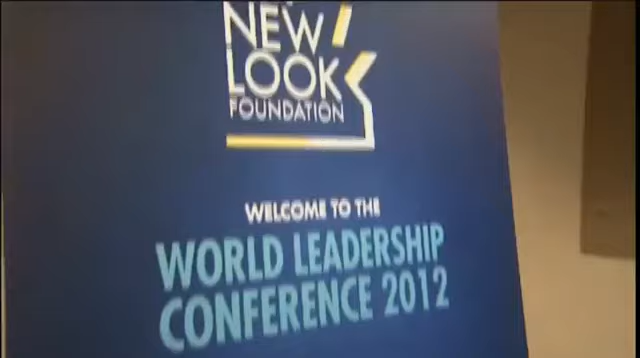 NEW
LOOK
FOUNDATION
WELCOME TO THE
WORLD LEADERSHIP
CONFERENCE 2012